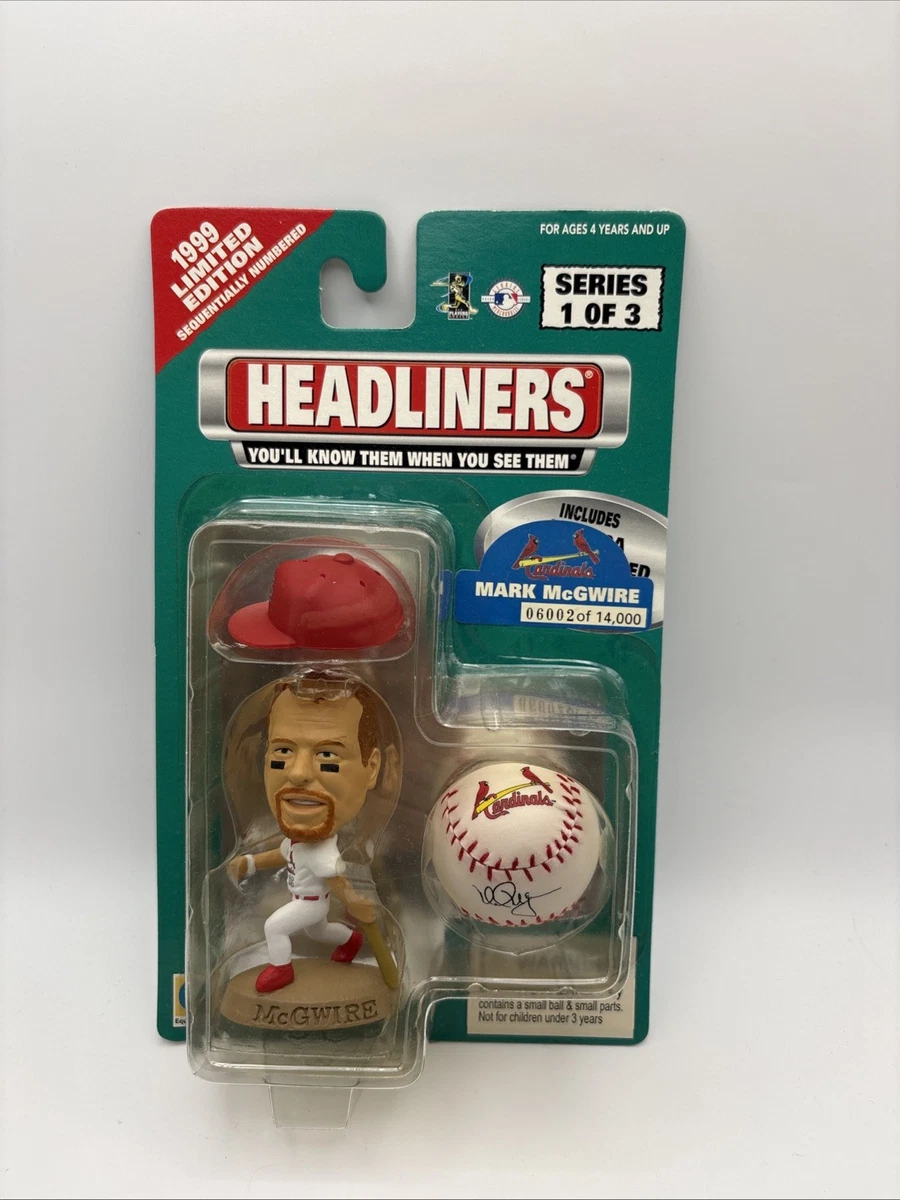 1999
LIMITED
EDITION
SEQUENTIALLY NUMBERED
FOR AGES 4 YEARS AND UP
SERIES
1 OF 3
HEADLINERS®
YOU'LL KNOW THEM WHEN YOU SEE THEM®
INCLUDES
Cardinals
MARK McGWIRE
06002 of 14,000
Cardinals
McGWIRE
contains a small ball & small parts.
Not for children under 3 years